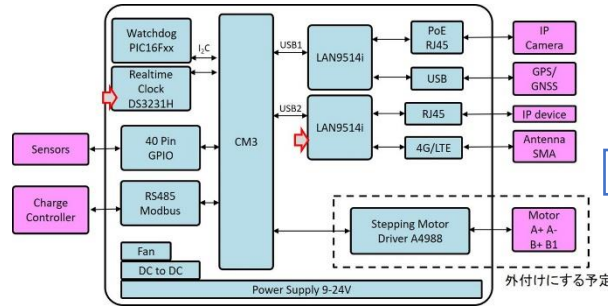 Watchdog
PIC16Fxx
I₂C
Realtime
Clock
DS3231H
40 Pin
GPIO
RS485
Modbus
Fan
DC to DC
Power Supply 9-24V
Sensors
Charge
Controller
CM3
USB1
USB2
LAN9514i
LAN9514i
PoE
RJ45
USB
RJ45
4G/LTE
Stepping Motor
Driver A4988
IP
Camera
GPS/
GNSS
IP device
Antenna
SMA
Motor
A+ A-
B+ B1
外付けにする予定